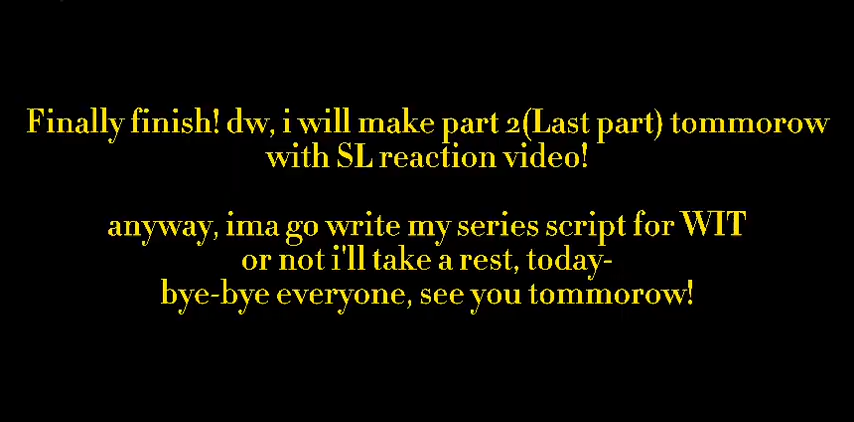 Finally finish! dw, i will make part 2(Last part) tommorow
with SL reaction video!
anyway, ima go write my series script for WIT
or not i'll take a rest, today-
bye-bye everyone, see you tommorow!